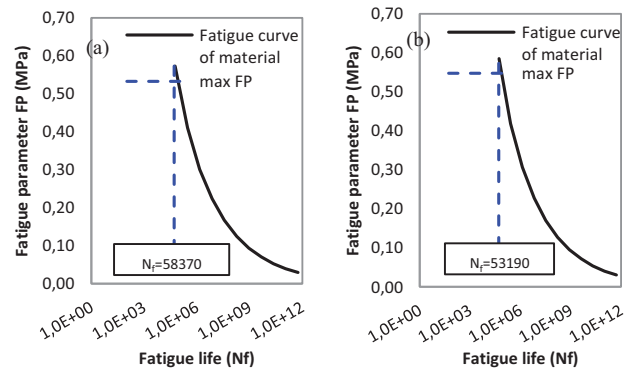 0,70
0,60
0,50
0,40
0,30
0,20
0,10
0,00
Fatigue parameter FP (MPa)
(a)
Fatigue curve
of material
max FP
Nf=58370
1,0E+00
1,0E+03
1,0E+06
1,0E+09
1,0E+12
Fatigue life (Nf)
0,70
0,60
0,50
0,40
0,30
0,20
0,10
0,00
Fatigue parameter FP (MPa)
(b)
Fatigue curve
of material
max FP
Nf=53190
1,0E+00
1,0E+03
1,0E+06
1,0E+09
1,0E+12
Fatigue life (Nf)